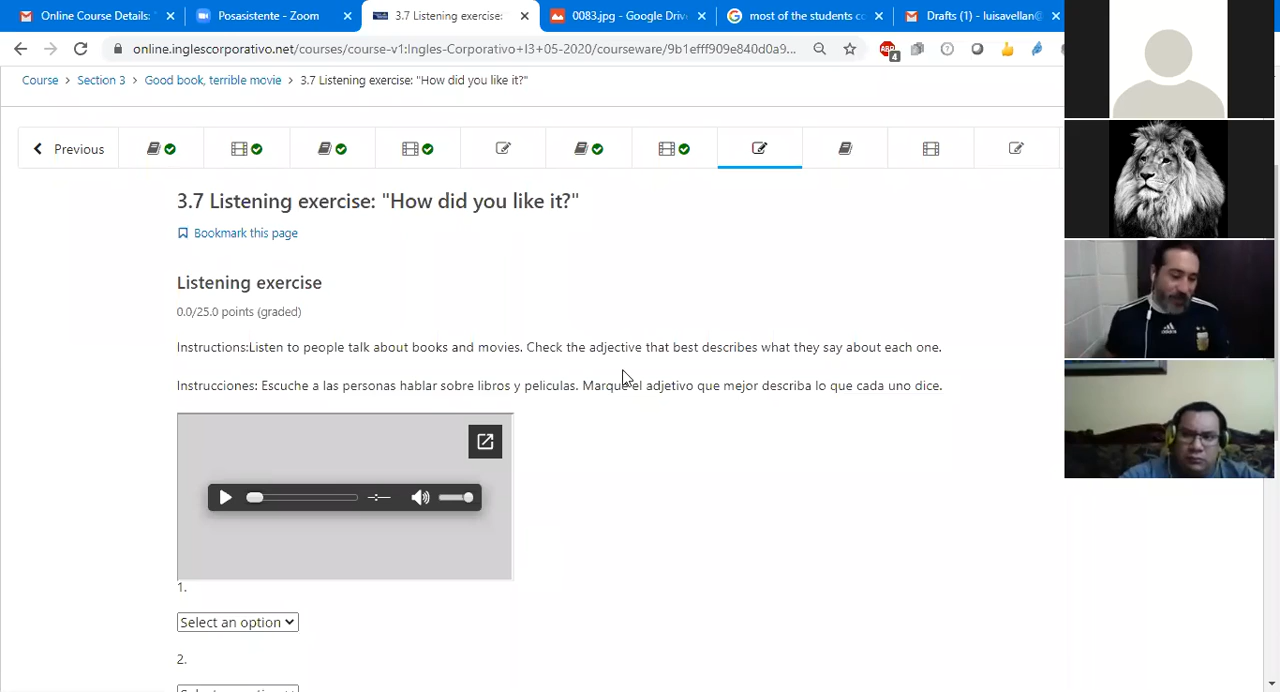 Online Course Details: "
Posasistente - Zoom
3.7 Listening exercise:
0083.jpg - Google Driv
most of the students c
Drafts (1) - luisavellan@
online.inglescorporativo.net/courses/course-v1:Ingles-Corporativo+I3+05-2020/courseware/9b1efff909e840d0a9...
4
Course > Section 3 > Good book, terrible movie > 3.7 Listening exercise: "How did you like it?"
Previous
3.7 Listening exercise: "How did you like it?"
Bookmark this page
Listening exercise
0.0/25.0 points (graded)
Instructions:Listen to people talk about books and movies. Check the adjective that best describes what they say about each one.
Instrucciones: Escuche a las personas hablar sobre libros y peliculas. Marque el adjetivo que mejor describa lo que cada uno dice.
1.
Select an option
2.